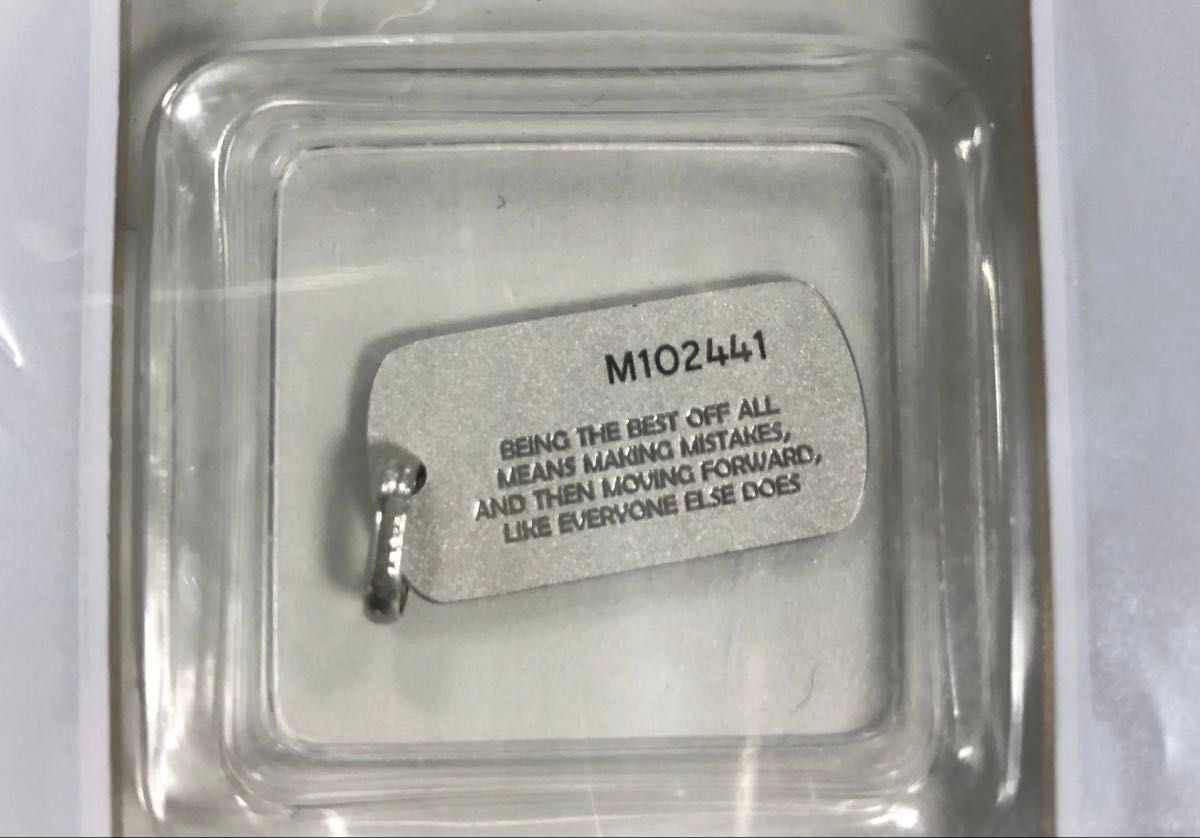 M102441
BEING THE BEST OFF ALL
MEANS MAKING MISTAKES,
AND THEN MOVING FORWARD,
LIKE EVERYONE ELSE DOES